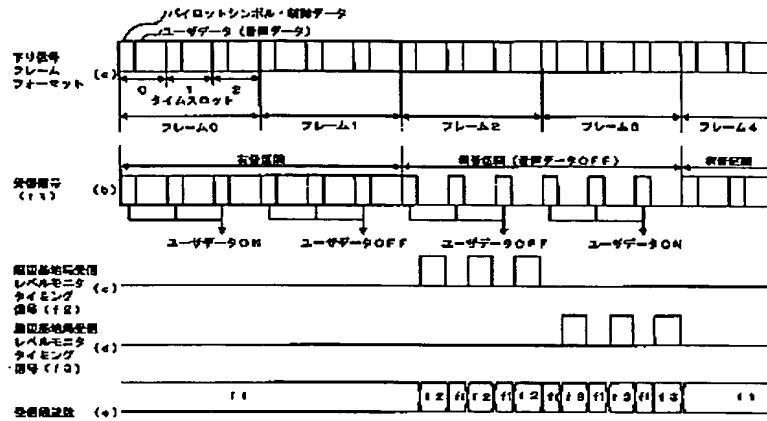 パイロットシンボル・制御データ
ユーザデータ（音声データ）
下り信号
フレーム
フォーマット
(a)
0 1 2
タイムスロット
フレーム0 フレーム1 フレーム2 フレーム3 フレーム4
有音区間 無音区間（音声データOFF） 有音区間
受信信号
(f1)
(b)
ユーザデータON ユーザデータOFF ユーザデータOFF ユーザデータON
周辺基地局受信
レベルモニタ
タイミング
信号(f2)
(c)
周辺基地局受信
レベルモニタ
タイミング
信号(f3)
(d)
受信周波数 (e)
f1 f2 f1 f2 f1 f2 f1 f3 f1 f3 f1 f3 f1